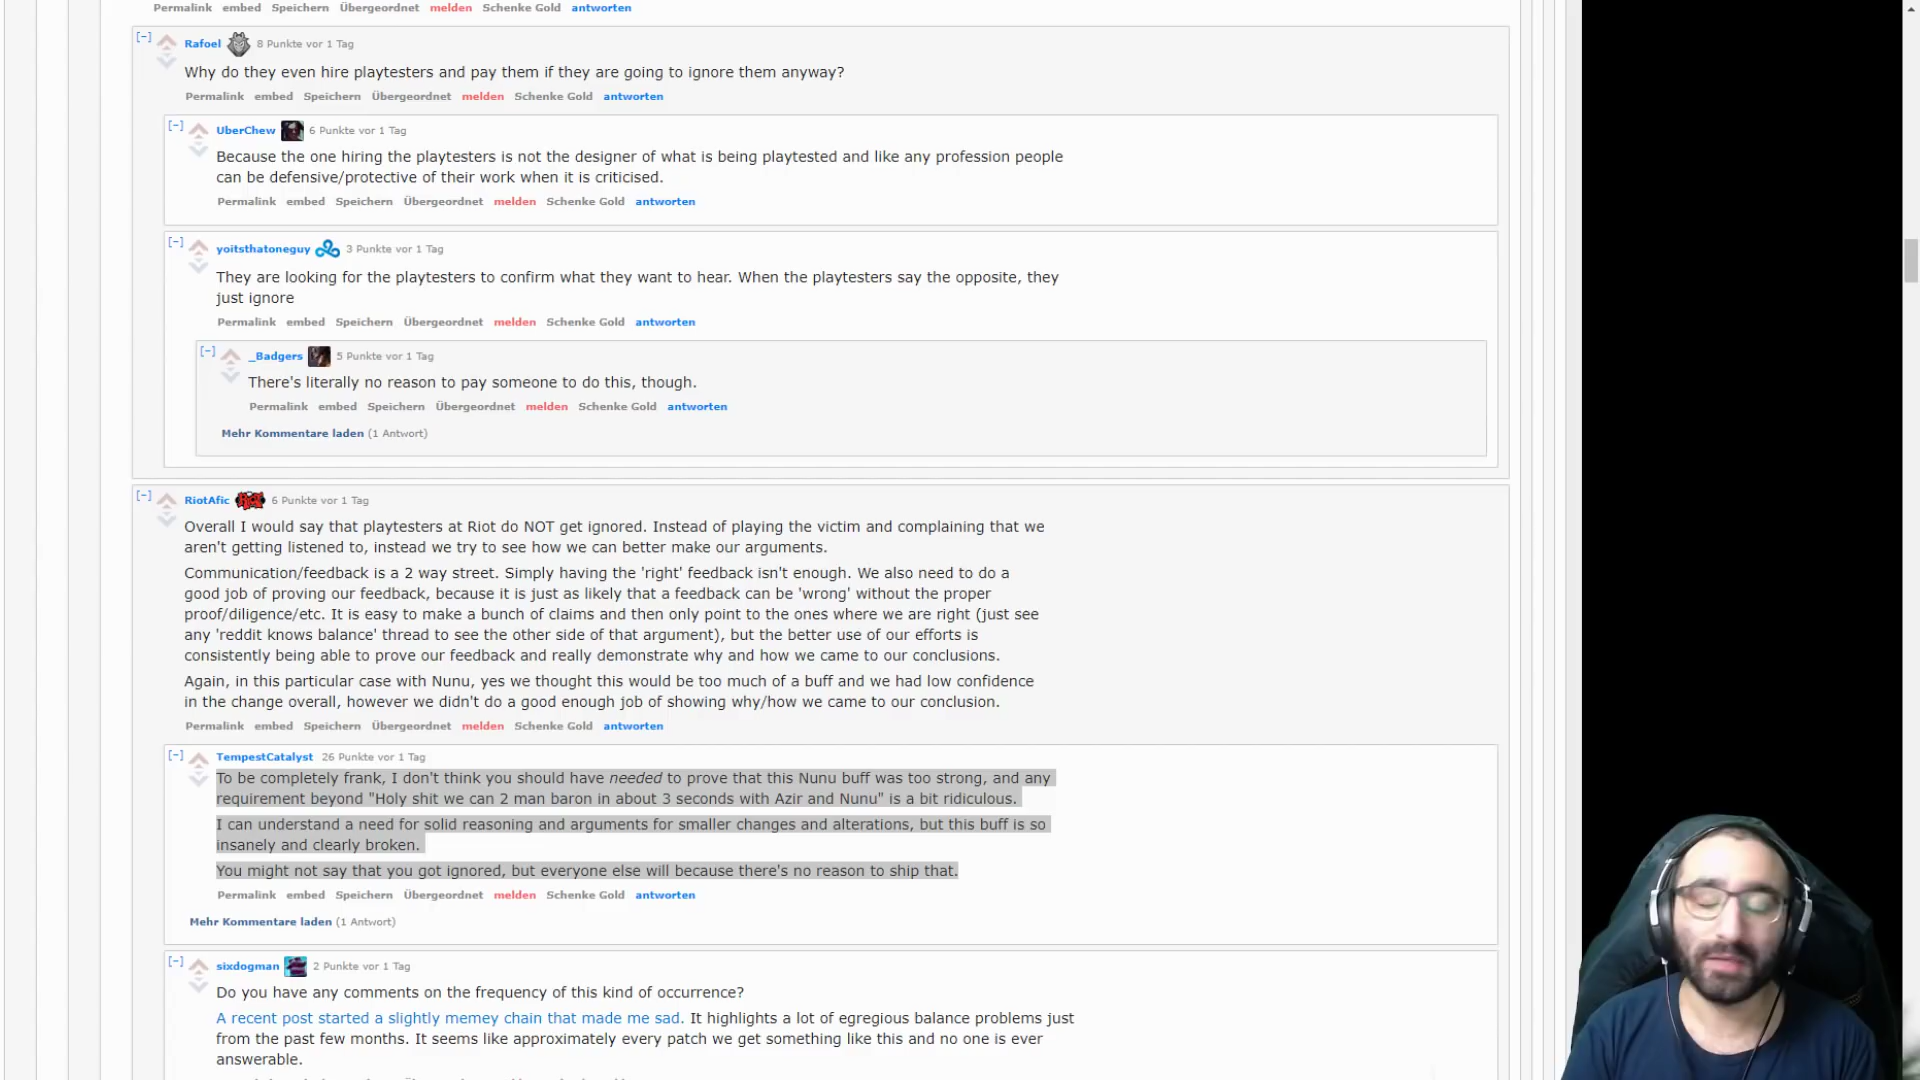 Permalink embed Speichern Übergeordnet melden Schenke Gold antworten
[-] Rafoel 8 Punkte vor 1 Tag
Why do they even hire playtesters and pay them if they are going to ignore them anyway?
Permalink embed Speichern Übergeordnet melden Schenke Gold antworten
[-] UberChew 6 Punkte vor 1 Tag
Because the one hiring the playtesters is not the designer of what is being playtested and like any profession people
can be defensive/protective of their work when it is criticised.
Permalink embed Speichern Übergeordnet melden Schenke Gold antworten
[-] yoitsthatoneguy 3 Punkte vor 1 Tag
They are looking for the playtesters to confirm what they want to hear. When the playtesters say the opposite, they
just ignore
Permalink embed Speichern Übergeordnet melden Schenke Gold antworten
[-] _Badgers 5 Punkte vor 1 Tag
There's literally no reason to pay someone to do this, though.
Permalink embed Speichern Übergeordnet melden Schenke Gold antworten
Mehr Kommentare laden (1 Antwort)
[-] RiotAfic RIOT 6 Punkte vor 1 Tag
Overall I would say that playtesters at Riot do NOT get ignored. Instead of playing the victim and complaining that we
aren't getting listened to, instead we try to see how we can better make our arguments.
Communication/feedback is a 2 way street. Simply having the 'right' feedback isn't enough. We also need to do a
good job of proving our feedback, because it is just as likely that a feedback can be 'wrong' without the proper
proof/diligence/etc. It is easy to make a bunch of claims and then only point to the ones where we are right (just see
any 'reddit knows balance' thread to see the other side of that argument), but the better use of our efforts is
consistently being able to prove our feedback and really demonstrate why and how we came to our conclusions.
Again, in this particular case with Nunu, yes we thought this would be too much of a buff and we had low confidence
in the change overall, however we didn't do a good enough job of showing why/how we came to our conclusion.
Permalink embed Speichern Übergeordnet melden Schenke Gold antworten
[-] TempestCatalyst 26 Punkte vor 1 Tag
To be completely frank, I don't think you should have needed to prove that this Nunu buff was too strong, and any
requirement beyond "Holy shit we can 2 man baron in about 3 seconds with Azir and Nunu" is a bit ridiculous.
I can understand a need for solid reasoning and arguments for smaller changes and alterations, but this buff is so
insanely and clearly broken.
You might not say that you got ignored, but everyone else will because there's no reason to ship that.
Permalink embed Speichern Übergeordnet melden Schenke Gold antworten
Mehr Kommentare laden (1 Antwort)
[-] sixdogman 2 Punkte vor 1 Tag
Do you have any comments on the frequency of this kind of occurrence?
A recent post started a slightly memey chain that made me sad. It highlights a lot of egregious balance problems just
from the past few months. It seems like approximately every patch we get something like this and no one is ever
answerable.